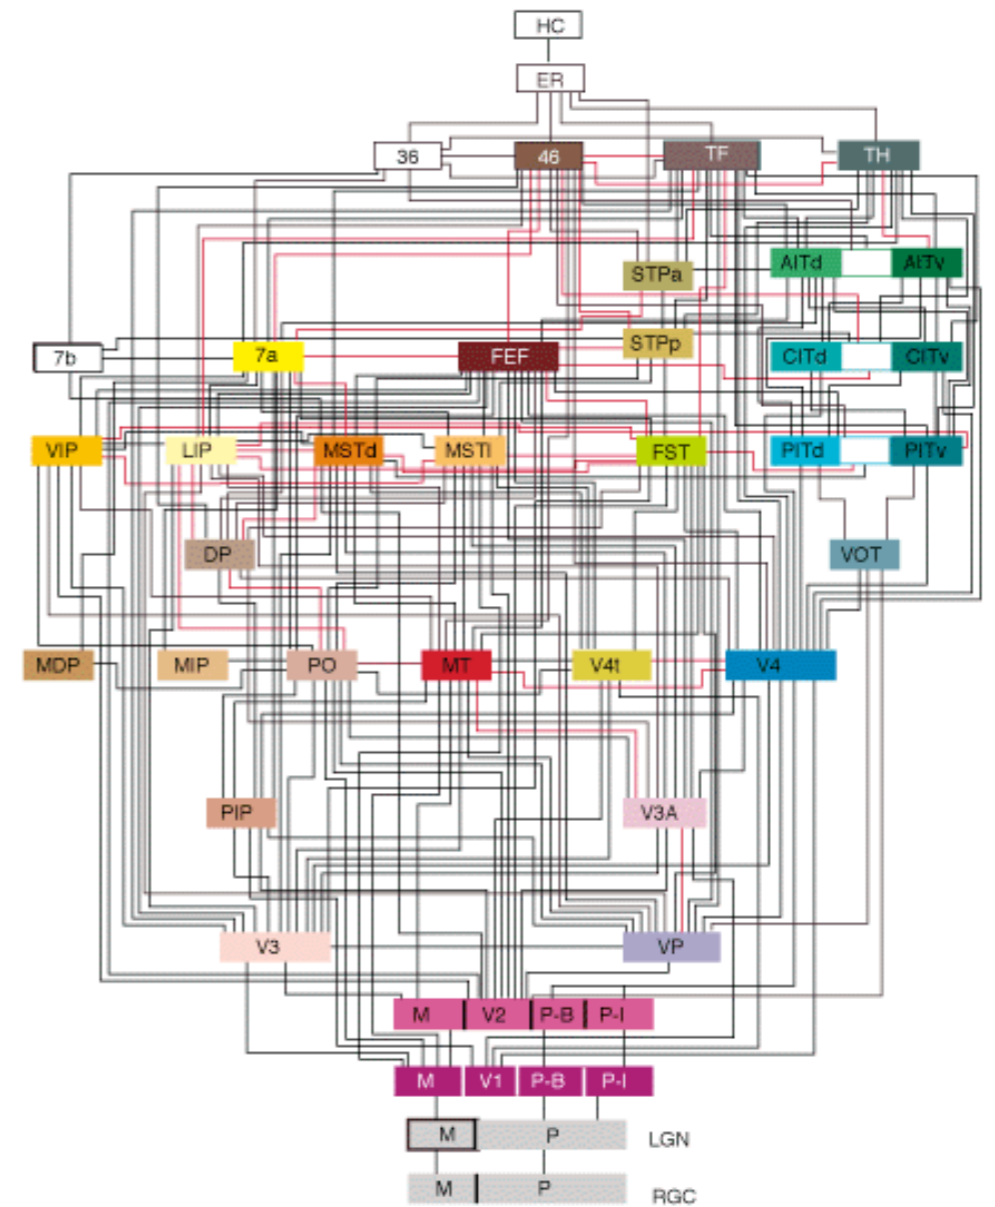 HC
ER
36 46 TF TH
STPa AITd AITv
7b 7a FEF STPp CITd CITv
VIP LIP MSTd MSTl FST PITd PITv
DP VOT
MDP MIP PO MT V4t V4
PIP V3A
V3 VP
M V2 P-B P-I
M V1 P-B P-I
M P LGN
M P RGC